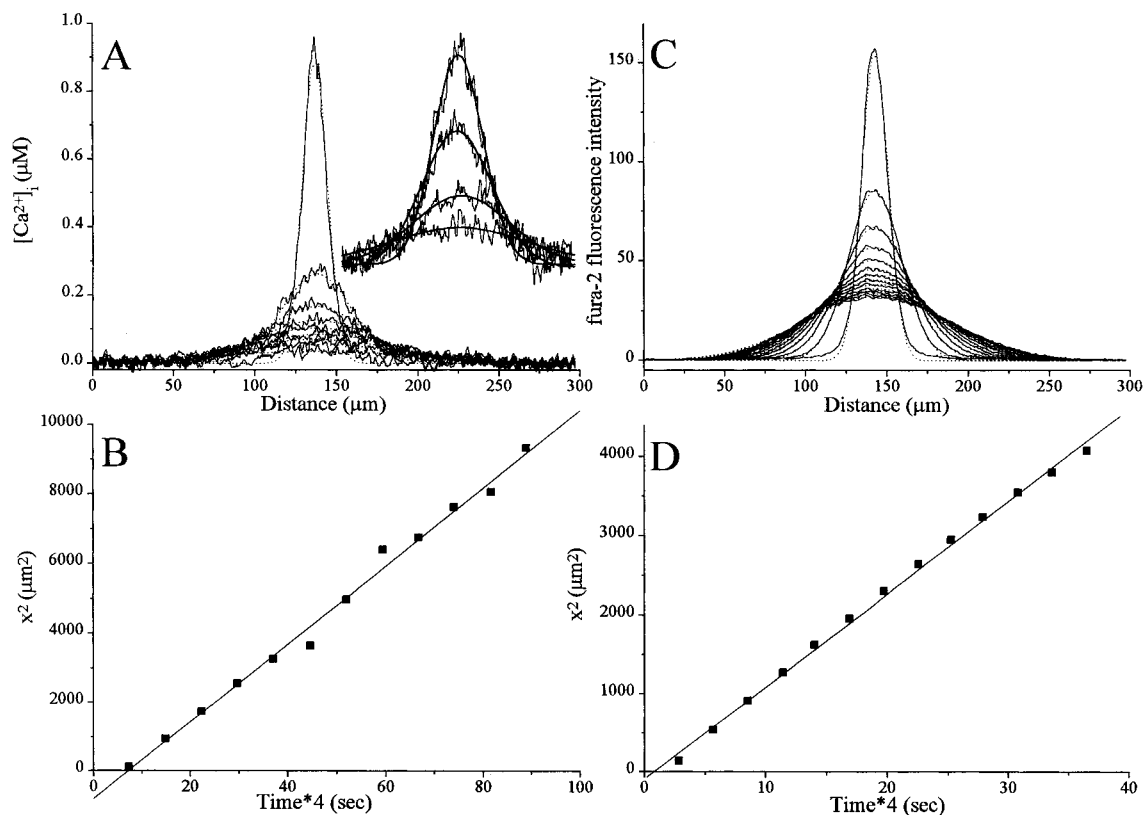 A
1.0
0.8
0.6
0.4
0.2
0.0
[Ca²⁺]ᵢ (µM)
0 50 100 150 200 250 300
Distance (µm)
C
150
100
50
0
fura-2 fluorescence intensity
0 50 100 150 200 250 300
Distance (µm)
B
10000
8000
6000
4000
2000
0
x² (µm²)
0 20 40 60 80 100
Time*4 (sec)
D
4000
3000
2000
1000
0
x² (µm²)
0 10 20 30 40
Time*4 (sec)